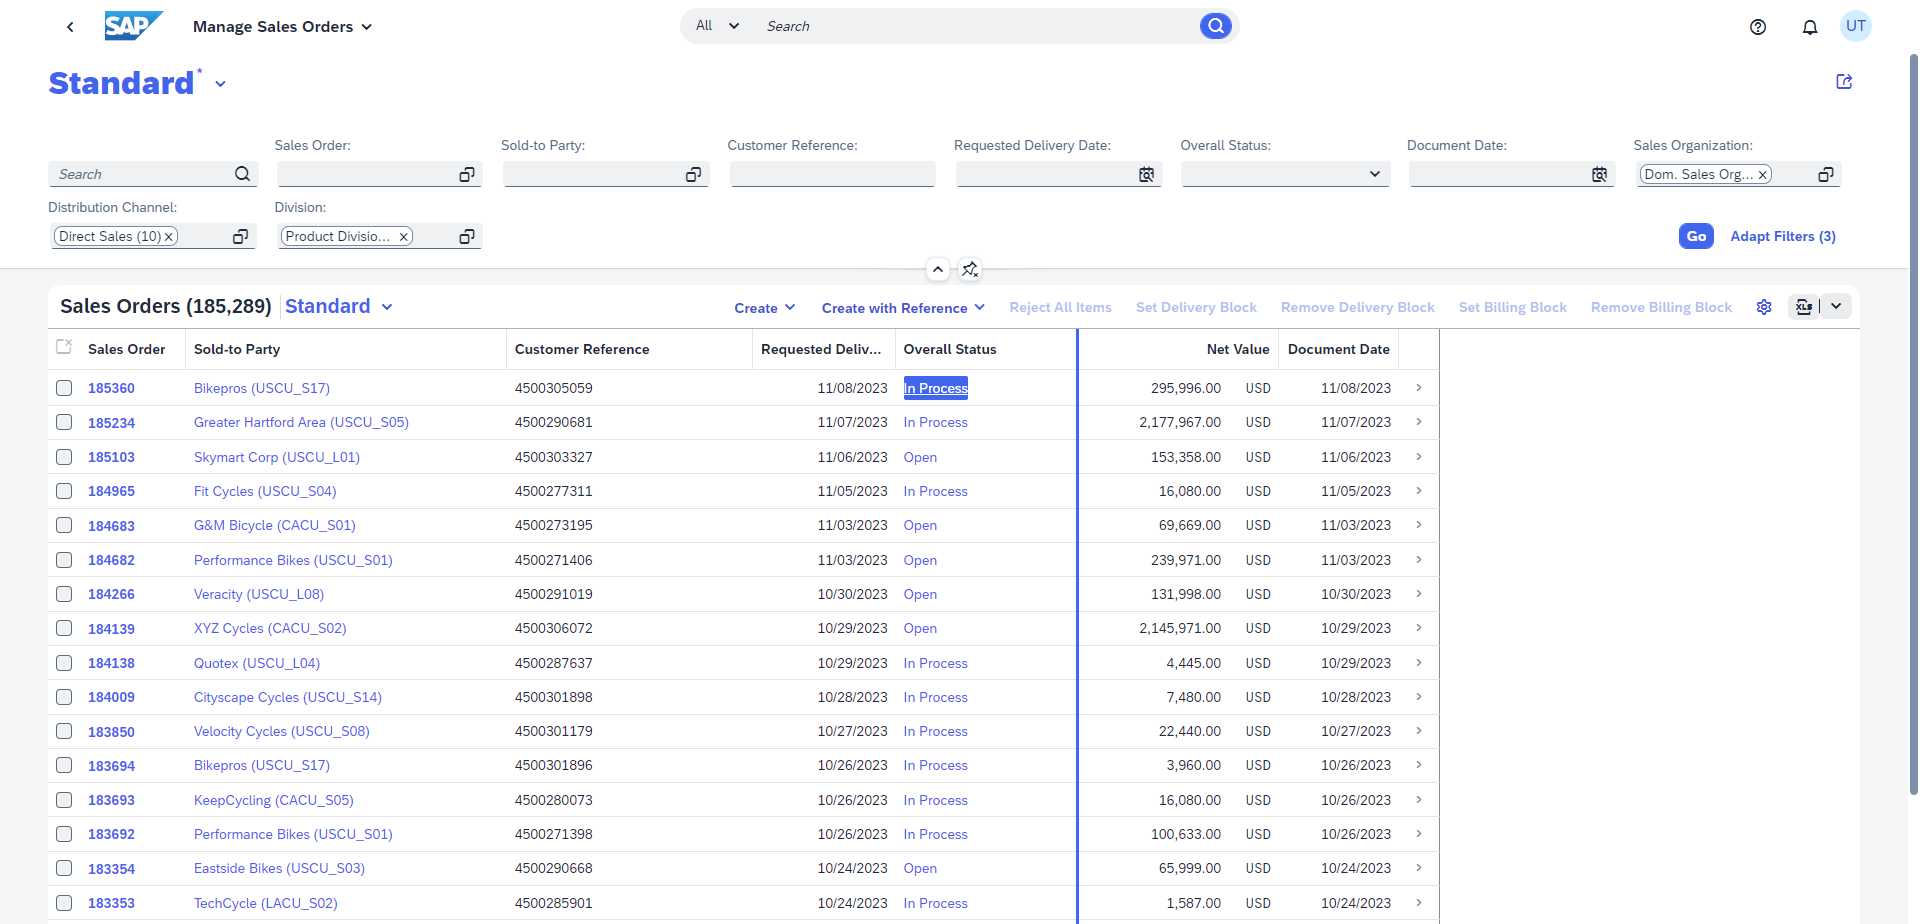 SAP Manage Sales Orders All Search UT
Standard*
Sales Order: Sold-to Party: Customer Reference: Requested Delivery Date: Overall Status: Document Date: Sales Organization:
Search Dom. Sales Org...
Distribution Channel: Division:
Direct Sales (10) Product Divisio... Go Adapt Filters (3)
Sales Orders (185,289) Standard Create Create with Reference Reject All Items Set Delivery Block Remove Delivery Block Set Billing Block Remove Billing Block XLS
Sales Order Sold-to Party Customer Reference Requested Deliv... Overall Status Net Value Document Date
185360 Bikepros (USCU_S17) 4500305059 11/08/2023 In Process 295,996.00 USD 11/08/2023
185234 Greater Hartford Area (USCU_S05) 4500290681 11/07/2023 In Process 2,177,967.00 USD 11/07/2023
185103 Skymart Corp (USCU_L01) 4500303327 11/06/2023 Open 153,358.00 USD 11/06/2023
184965 Fit Cycles (USCU_S04) 4500277311 11/05/2023 In Process 16,080.00 USD 11/05/2023
184683 G&M Bicycle (CACU_S01) 4500273195 11/03/2023 Open 69,669.00 USD 11/03/2023
184682 Performance Bikes (USCU_S01) 4500271406 11/03/2023 Open 239,971.00 USD 11/03/2023
184266 Veracity (USCU_L08) 4500291019 10/30/2023 Open 131,998.00 USD 10/30/2023
184139 XYZ Cycles (CACU_S02) 4500306072 10/29/2023 Open 2,145,971.00 USD 10/29/2023
184138 Quotex (USCU_L04) 4500287637 10/29/2023 In Process 4,445.00 USD 10/29/2023
184009 Cityscape Cycles (USCU_S14) 4500301898 10/28/2023 In Process 7,480.00 USD 10/28/2023
183850 Velocity Cycles (USCU_S08) 4500301179 10/27/2023 In Process 22,440.00 USD 10/27/2023
183694 Bikepros (USCU_S17) 4500301896 10/26/2023 In Process 3,960.00 USD 10/26/2023
183693 KeepCycling (CACU_S05) 4500280073 10/26/2023 In Process 16,080.00 USD 10/26/2023
183692 Performance Bikes (USCU_S01) 4500271398 10/26/2023 In Process 100,633.00 USD 10/26/2023
183354 Eastside Bikes (USCU_S03) 4500290668 10/24/2023 Open 65,999.00 USD 10/24/2023
183353 TechCycle (LACU_S02) 4500285901 10/24/2023 In Process 1,587.00 USD 10/24/2023